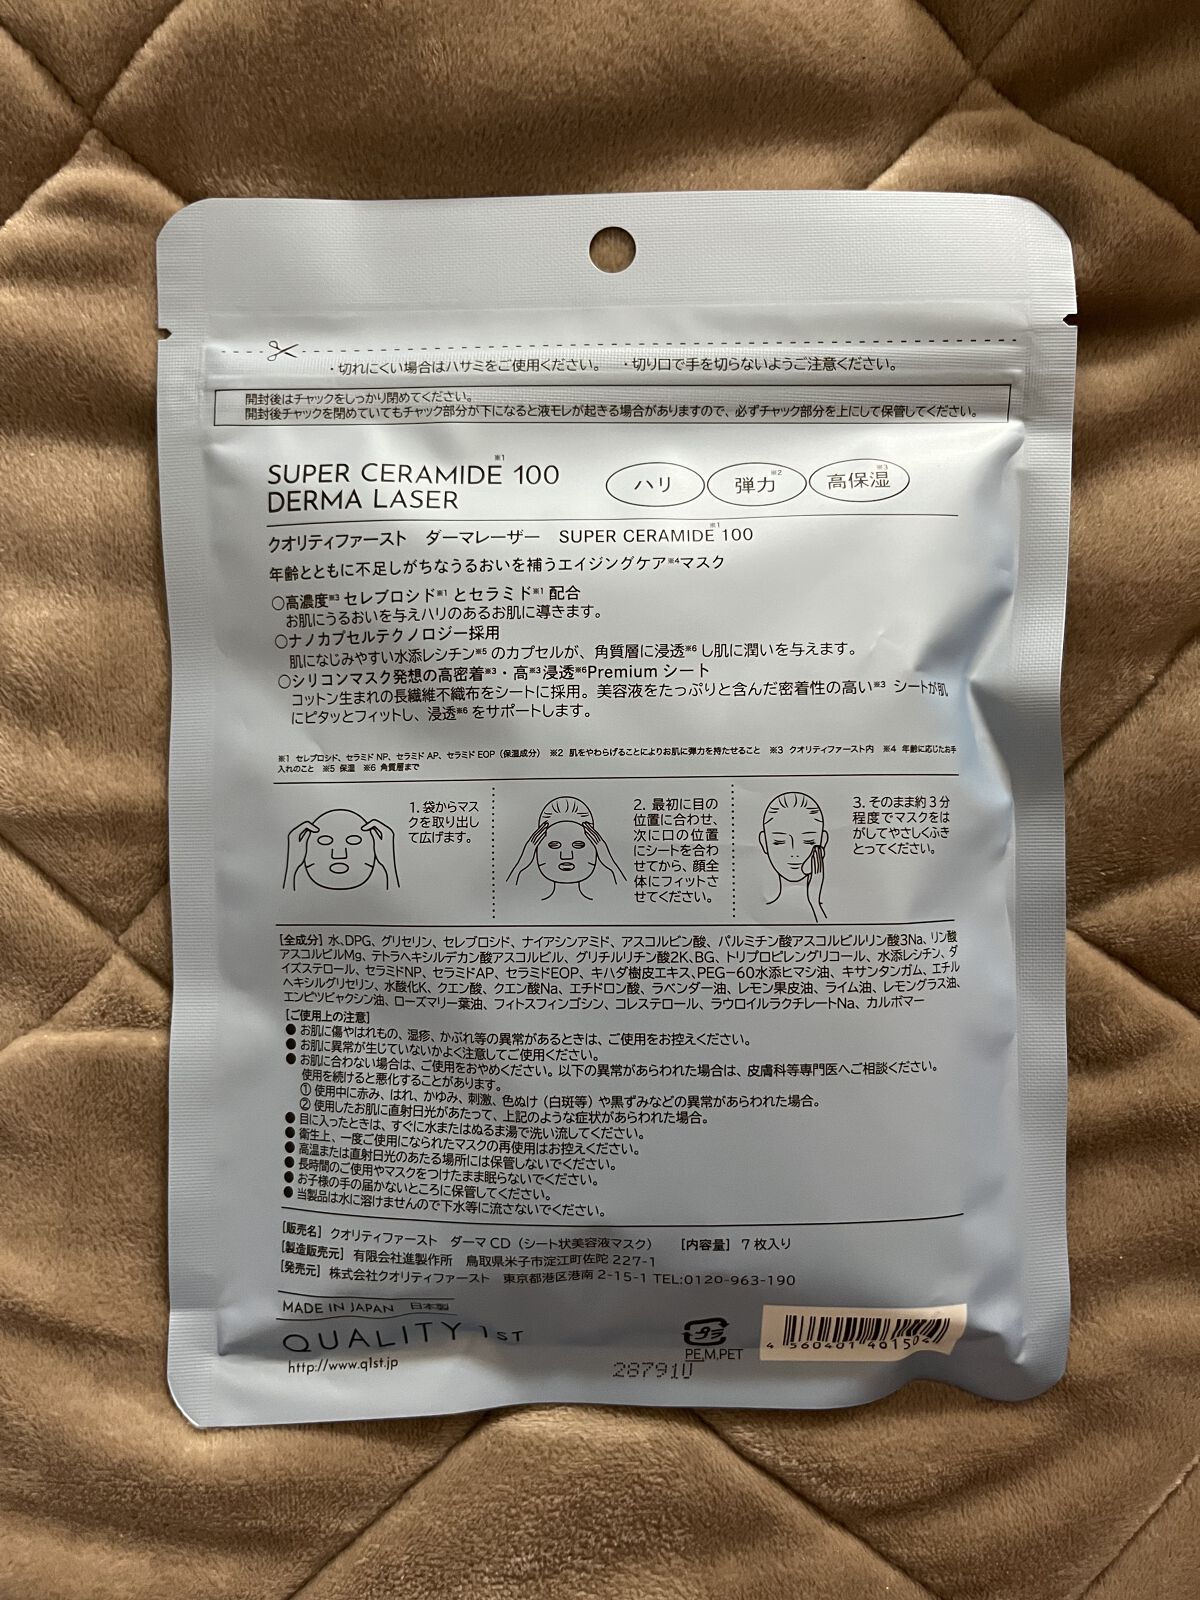 ・切れにくい場合はハサミをご使用ください。 ・切り口で手を切らないようご注意ください。
開封後はチャックをしっかり閉めてください。
開封後チャックを閉めていてもチャック部分が下になると液モレが起きる場合がありますので、必ずチャック部分を上にして保管してください。
SUPER CERAMIDE※1 100
DERMA LASER
ハリ 弾力※2 高保湿※3
クオリティファースト ダーマレーザー SUPER CERAMIDE※1 100
年齢とともに不足しがちなうるおいを補うエイジングケア※4マスク
○高濃度※3 セレブロシド※1 とセラミド※1 配合
お肌にうるおいを与えハリのあるお肌に導きます。
○ナノカプセルテクノロジー採用
肌になじみやすい水添レシチン※5 のカプセルが、角質層に浸透※6 し肌に潤いを与えます。
○シリコンマスク発想の高密着※3・高※3浸透※6Premium シート
コットン生まれの長繊維不織布をシートに採用。美容液をたっぷりと含んだ密着性の高い※3 シートが肌
にピタッとフィットし、浸透※6 をサポートします。
※1 セレブロシド、セラミド NP、セラミド AP、セラミド EOP（保湿成分） ※2 肌をやわらげることによりお肌に弾力を持たせること ※3 クオリティファースト内 ※4 年齢に応じたお手
入れのこと ※5 保湿 ※6 角質層まで
1. 袋からマス
クを取り出し
て広げます。
2. 最初に目の
位置に合わせ、
次に口の位置
にシートを合わ
せてから、顔全
体にフィットさ
せてください。
3. そのまま約3分
程度でマスクをは
がしてやさしくふき
とってください。
[全成分] 水、DPG、グリセリン、セレブロシド、ナイアシンアミド、アスコルビン酸、パルミチン酸アスコルビルリン酸3Na、リン酸
アスコルビルMg、テトラヘキシルデカン酸アスコルビル、グリチルリチン酸2K、BG、トリプロピレングリコール、水添レシチン、ダ
イズステロール、セラミドNP、セラミドAP、セラミドEOP、キハダ樹皮エキス、PEG-60水添ヒマシ油、キサンタンガム、エチル
ヘキシルグリセリン、水酸化K、クエン酸、クエン酸Na、エチドロン酸、ラベンダー油、レモン果皮油、ライム油、レモングラス油、
エンピツビャクシン油、ローズマリー葉油、フィトスフィンゴシン、コレステロール、ラウロイルラクチレートNa、カルボマー
[ご使用上の注意]
● お肌に傷やはれもの、湿疹、かぶれ等の異常があるときは、ご使用をお控えください。
● お肌に異常が生じていないかよく注意してご使用ください。
● お肌に合わない場合は、ご使用をおやめください。以下の異常があらわれた場合は、皮膚科等専門医へご相談ください。
使用を続けると悪化することがあります。
① 使用中に赤み、はれ、かゆみ、刺激、色ぬけ（白斑等）や黒ずみなどの異常があらわれた場合。
② 使用したお肌に直射日光があたって、上記のような症状があらわれた場合。
● 目に入ったときは、すぐに水またはぬるま湯で洗い流してください。
● 衛生上、一度ご使用になられたマスクの再使用はお控えください。
● 高温または直射日光のあたる場所には保管しないでください。
● 長時間のご使用やマスクをつけたまま眠らないでください。
● お子様の手の届かないところに保管してください。
● 当製品は水に溶けませんので下水等に流さないでください。
[販売名] クオリティファースト ダーマ CD（シート状美容液マスク） [内容量] 7 枚入り
[製造販売元] 有限会社進製作所 鳥取県米子市淀江町佐陀 227-1
[発売元] 株式会社クオリティファースト 東京都港区港南 2-15-1 TEL:0120-963-190
MADE IN JAPAN 日本製
QUALITY 1ST
http://www.q1st.jp
プラ
PE,M,PET
4 560401 401504
28791U